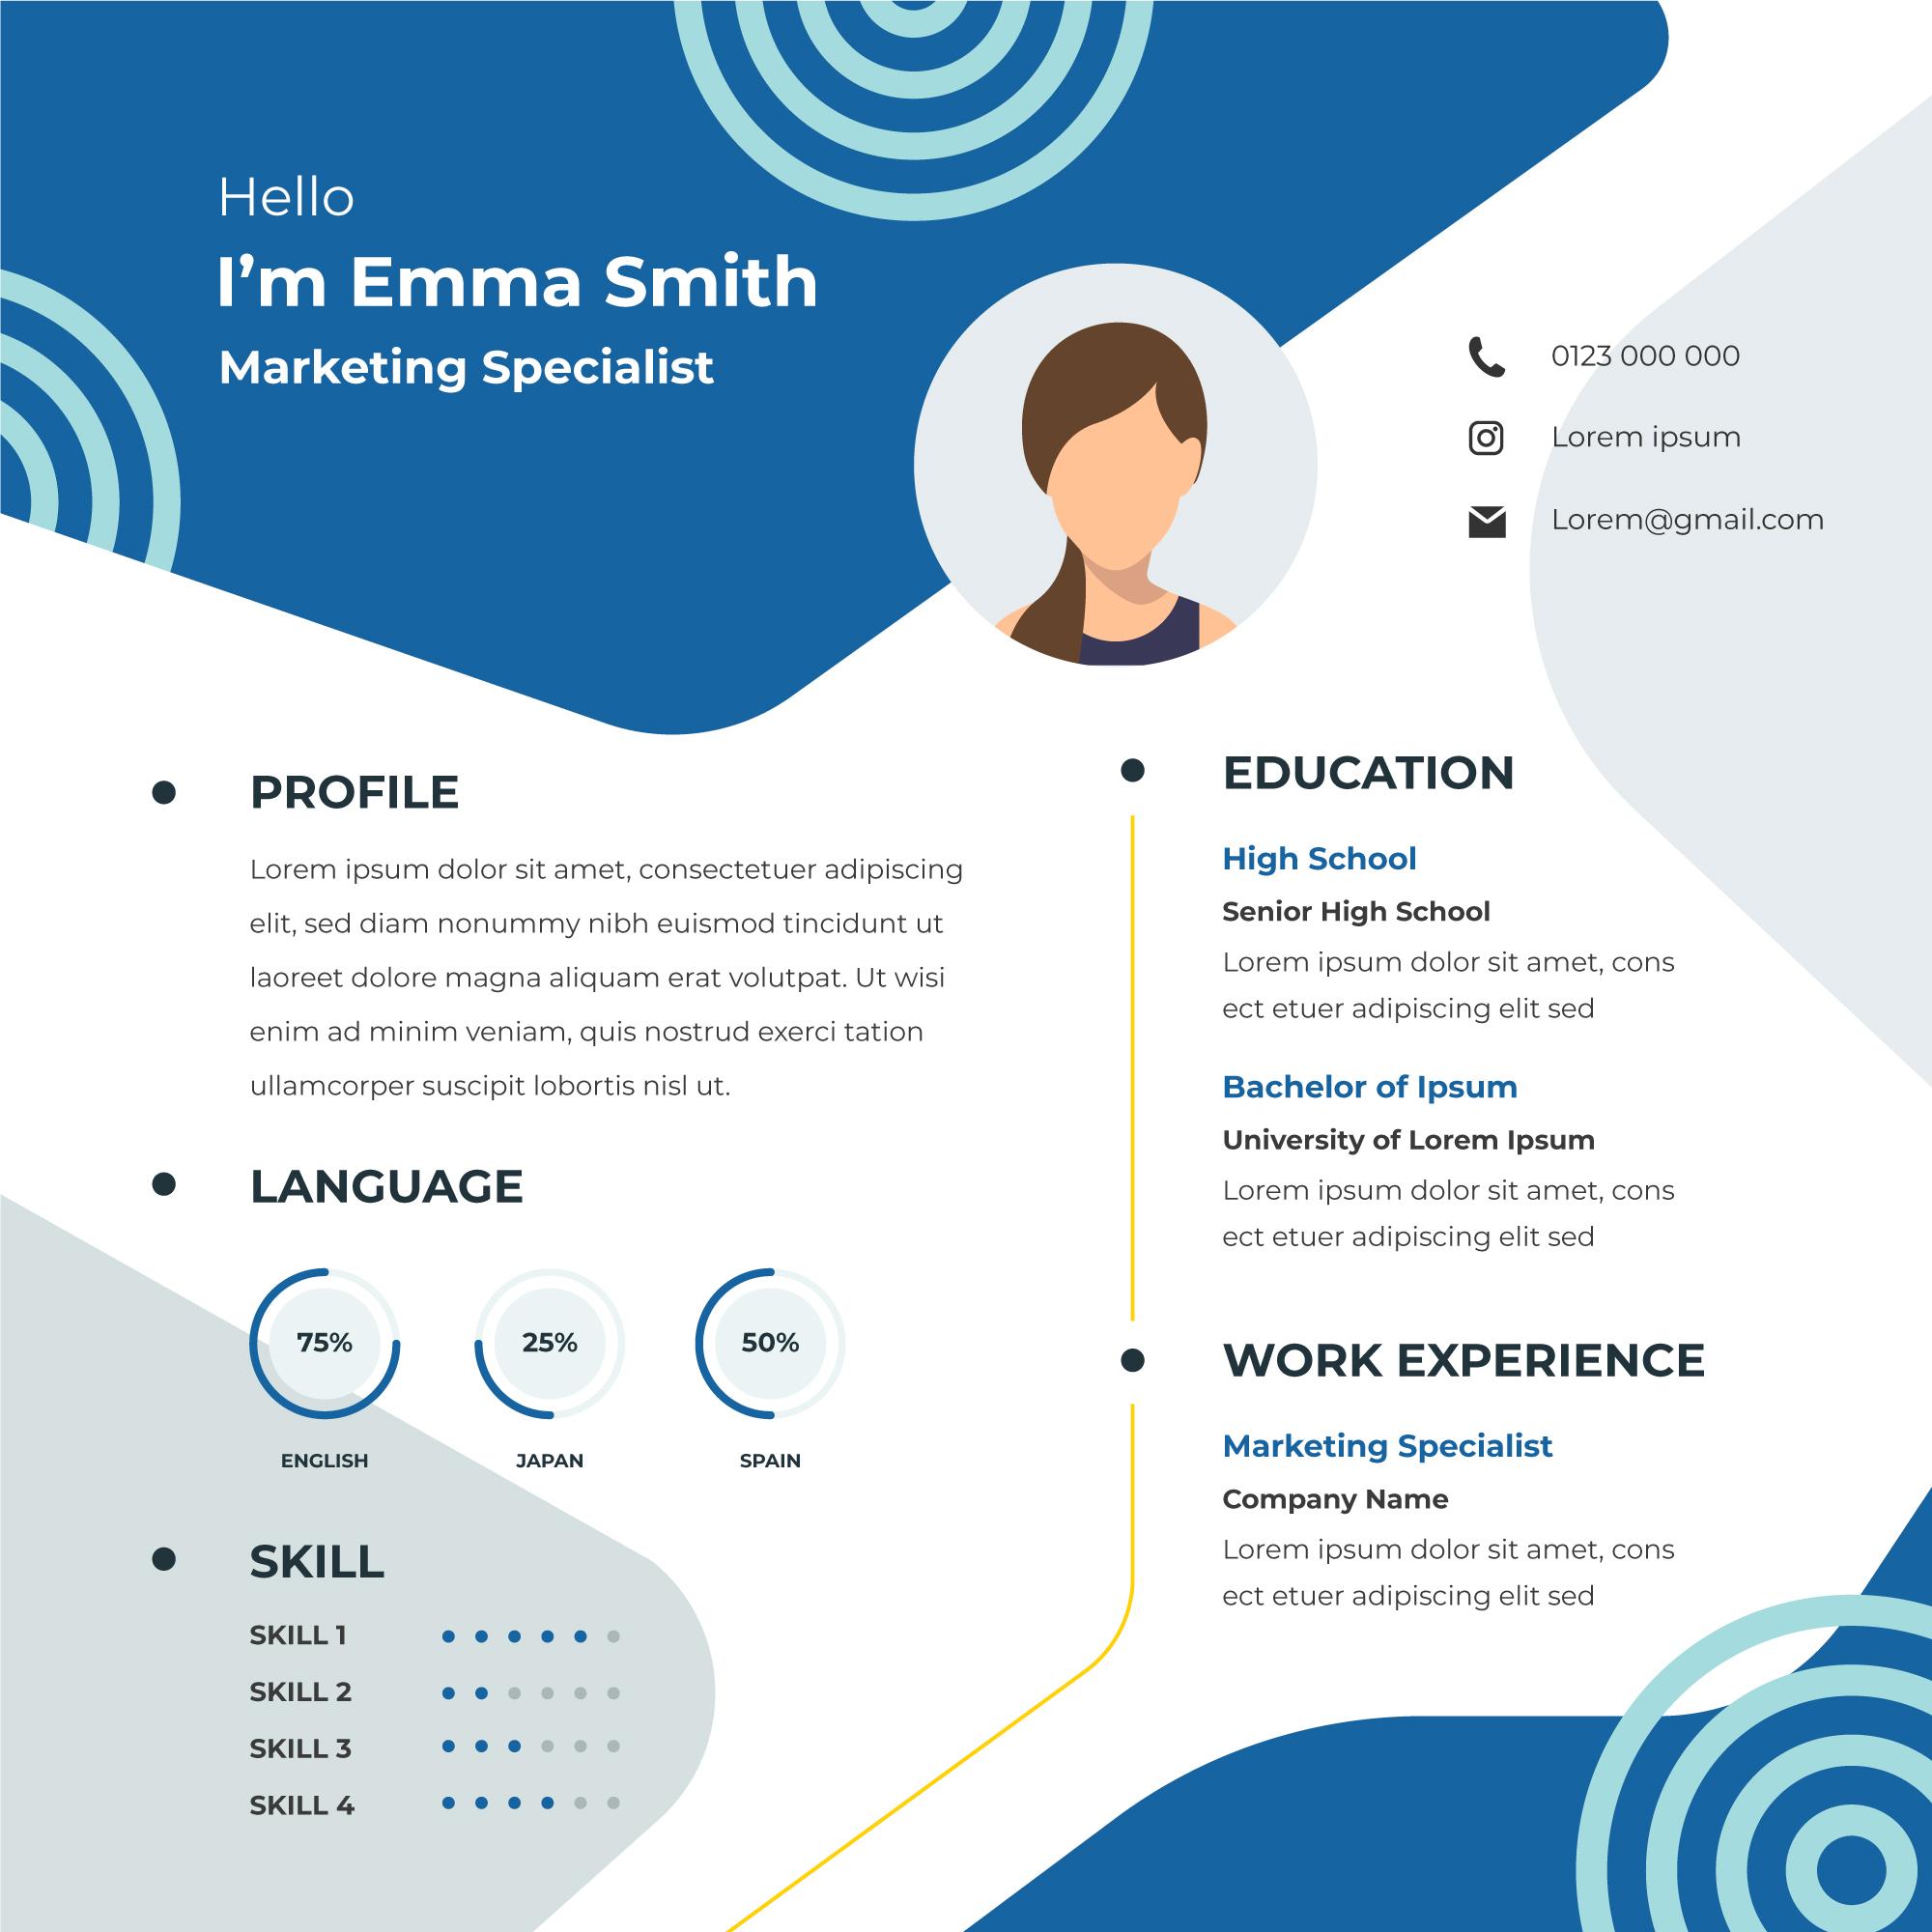 Hello
I'm Emma Smith
Marketing Specialist
0123 000 000
Lorem ipsum
Lorem@gmail.com
PROFILE
Lorem ipsum dolor sit amet, consectetuer adipiscing
elit, sed diam nonummy nibh euismod tincidunt ut
laoreet dolore magna aliquam erat volutpat. Ut wisi
enim ad minim veniam, quis nostrud exerci tation
ullamcorper suscipit lobortis nisl ut.
LANGUAGE
75%
25%
50%
ENGLISH
JAPAN
SPAIN
SKILL
SKILL 1
SKILL 2
SKILL 3
SKILL 4
EDUCATION
High School
Senior High School
Lorem ipsum dolor sit amet, cons
ect etuer adipiscing elit sed
Bachelor of Ipsum
University of Lorem Ipsum
Lorem ipsum dolor sit amet, cons
ect etuer adipiscing elit sed
WORK EXPERIENCE
Marketing Specialist
Company Name
Lorem ipsum dolor sit amet, cons
ect etuer adipiscing elit sed